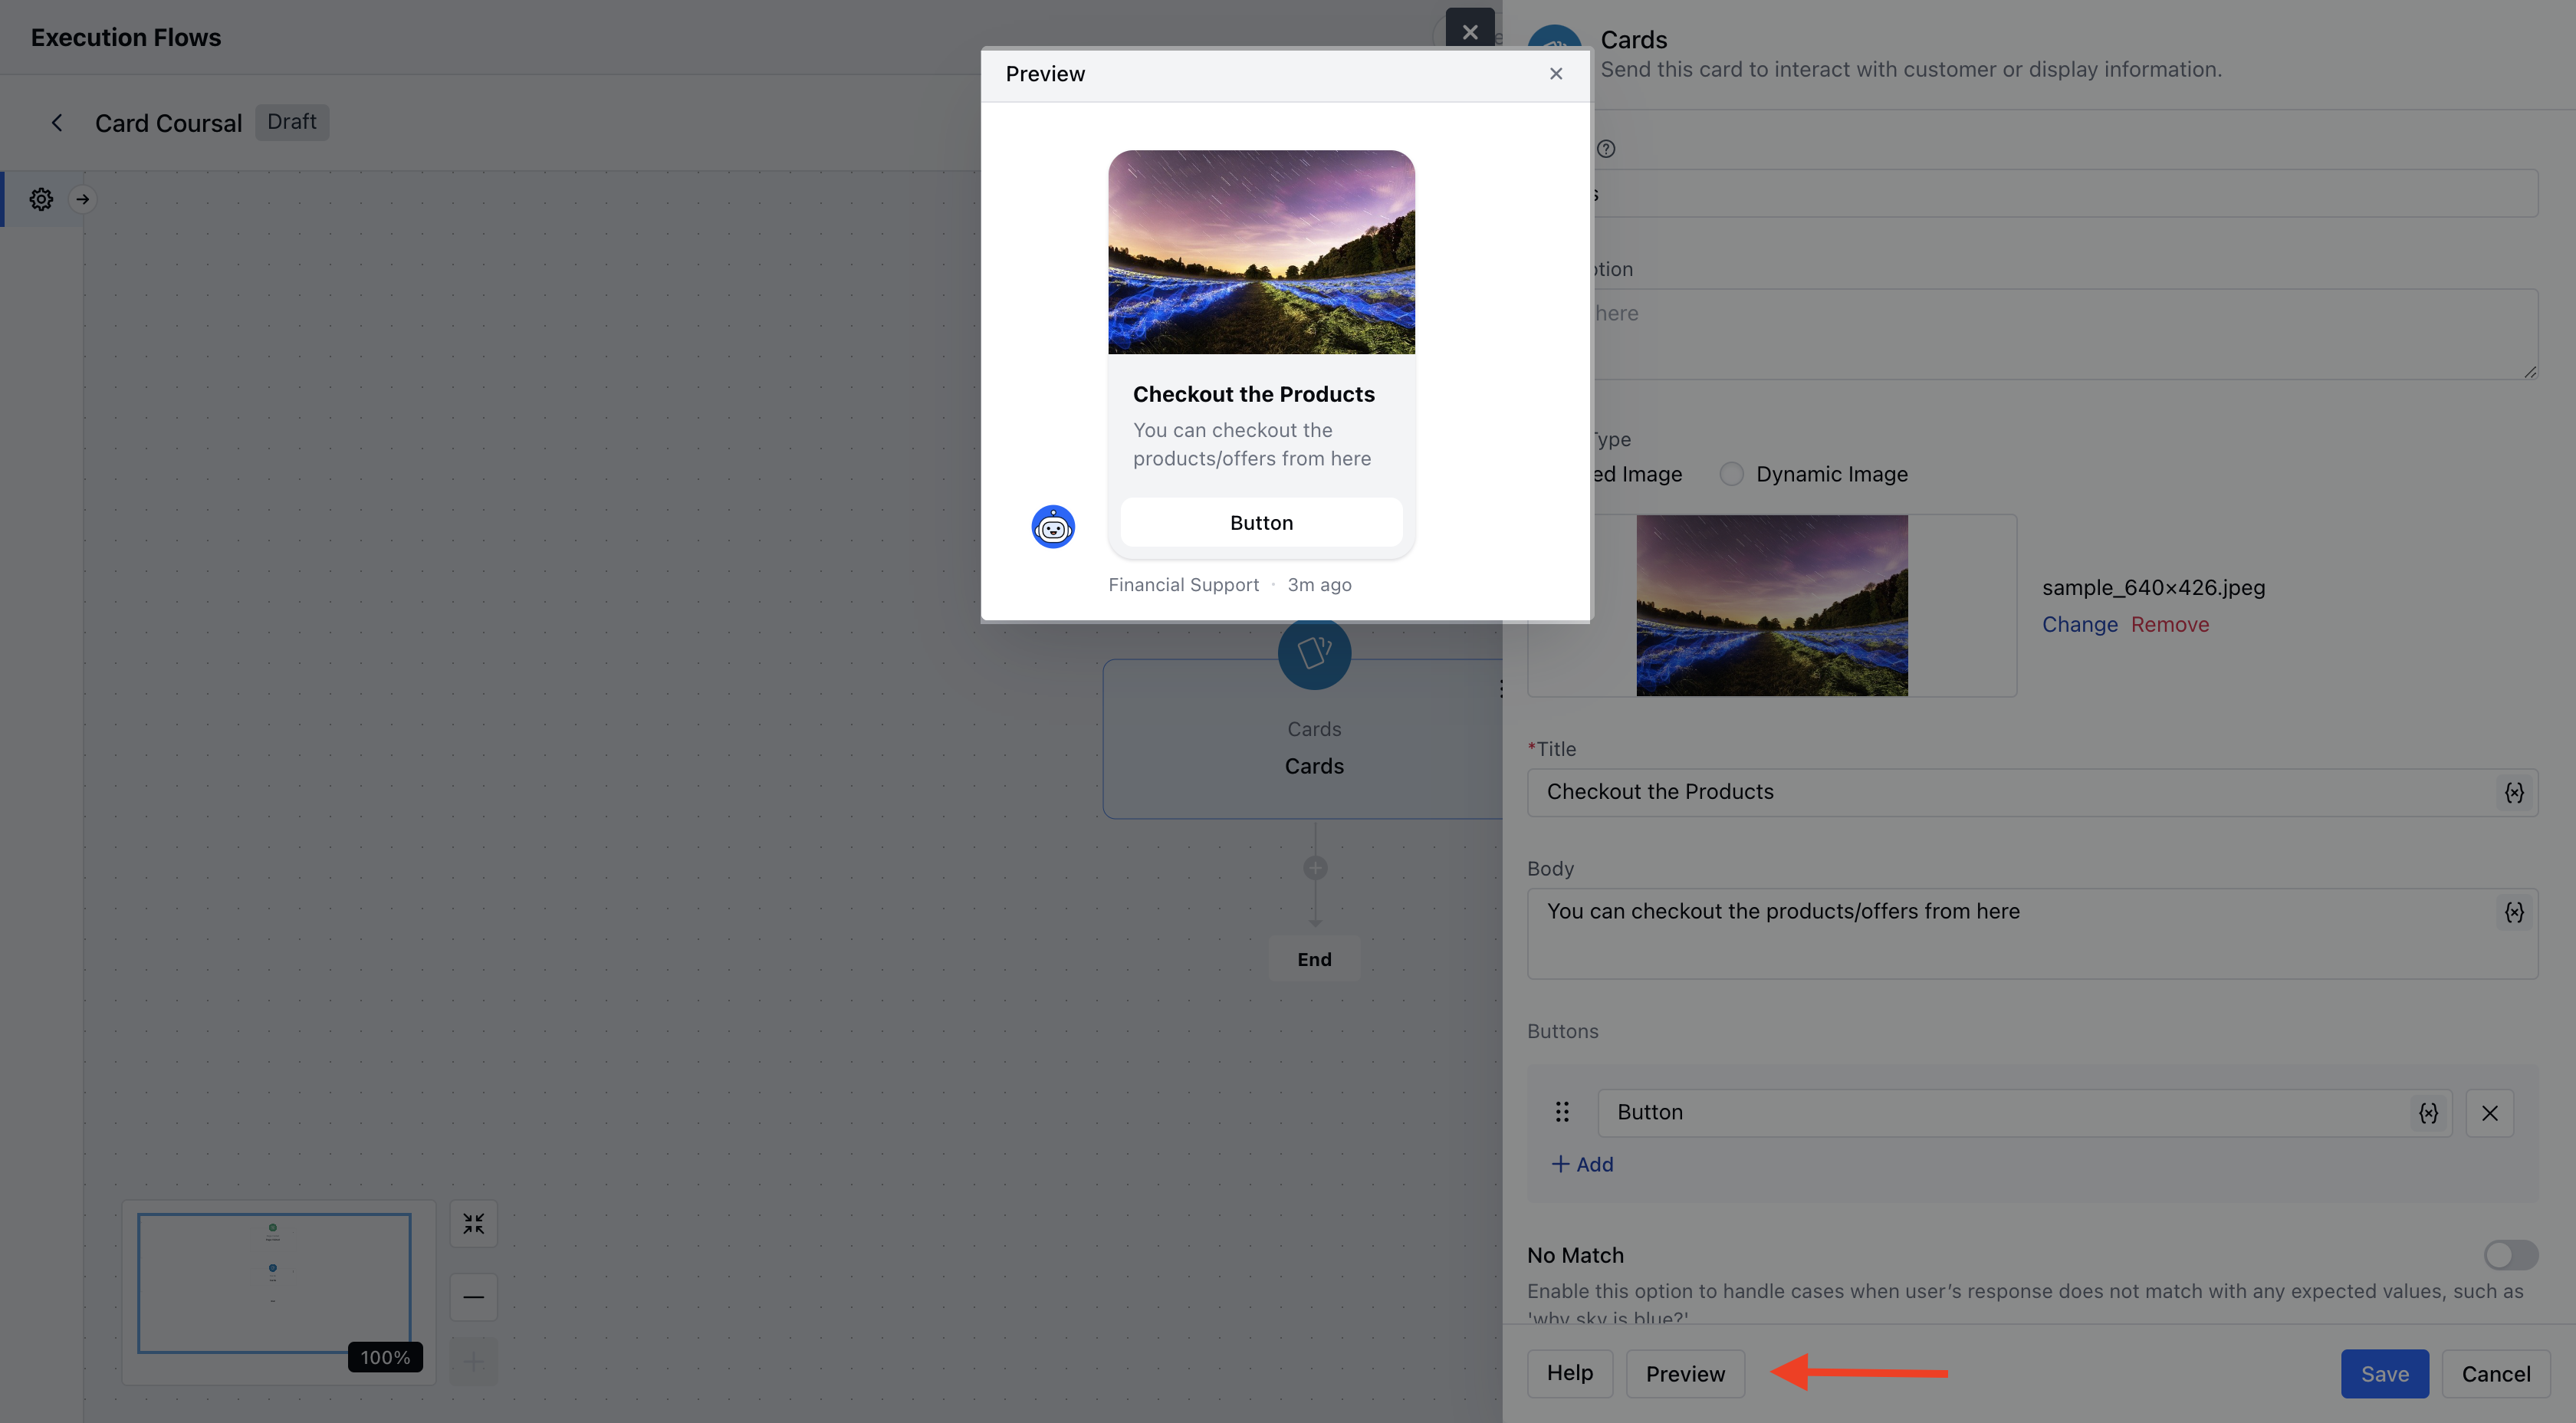 Execution Flows
Card Coursal
Draft
Preview
Checkout the Products
You can checkout the
products/offers from here
Button
Financial Support · 3m ago
Cards
Cards
End
100%
Cards
Send this card to interact with customer or display information.
here
Dynamic Image
Image
sample_640×426.jpeg
Change Remove
*Title
Checkout the Products
{x}
Body
You can checkout the products/offers from here
{x}
Buttons
Button
{x}
+ Add
No Match
Enable this option to handle cases when user's response does not match with any expected values, such as
'why sky is blue?'
Help
Preview
Save
Cancel